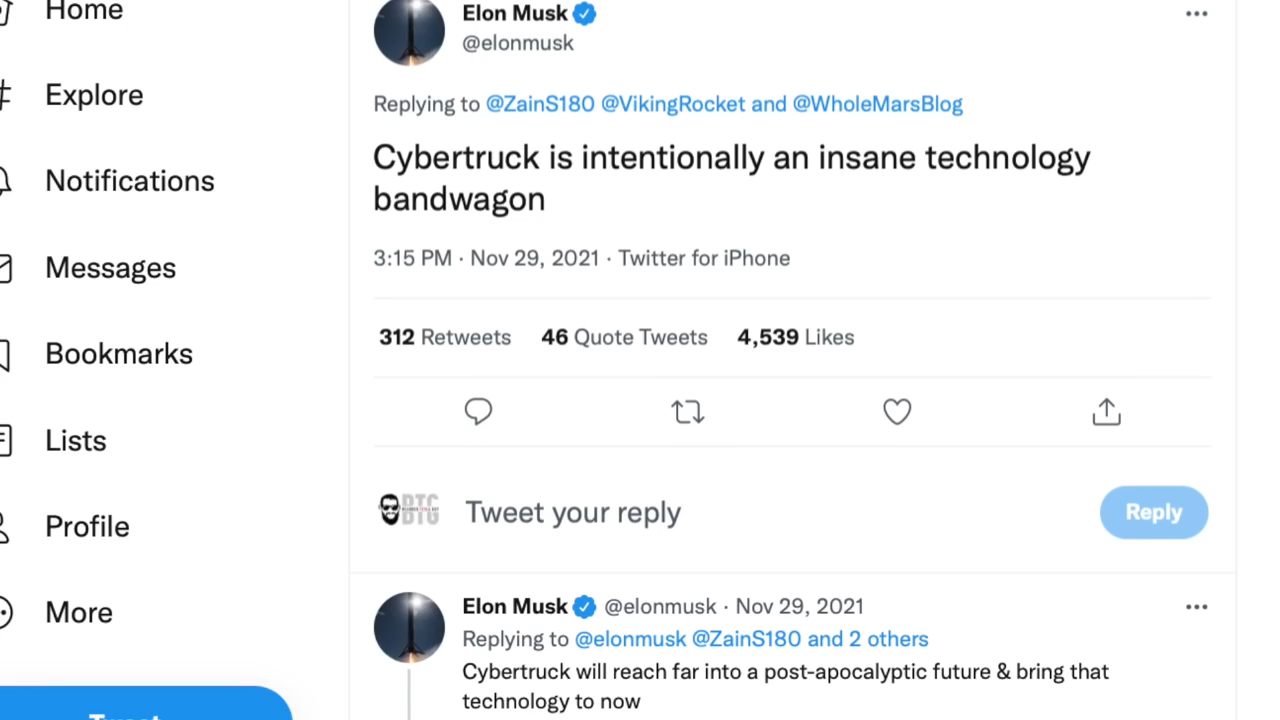 Home
Explore
Notifications
Messages
Bookmarks
Lists
Profile
More
Tweet
Elon Musk
@elonmusk
Replying to @ZainS180 @VikingRocket and @WholeMarsBlog
Cybertruck is intentionally an insane technology
bandwagon
3:15 PM · Nov 29, 2021 · Twitter for iPhone
312 Retweets 46 Quote Tweets 4,539 Likes
Tweet your reply
Reply
Elon Musk @elonmusk · Nov 29, 2021
Replying to @elonmusk @ZainS180 and 2 others
Cybertruck will reach far into a post-apocalyptic future & bring that
technology to now